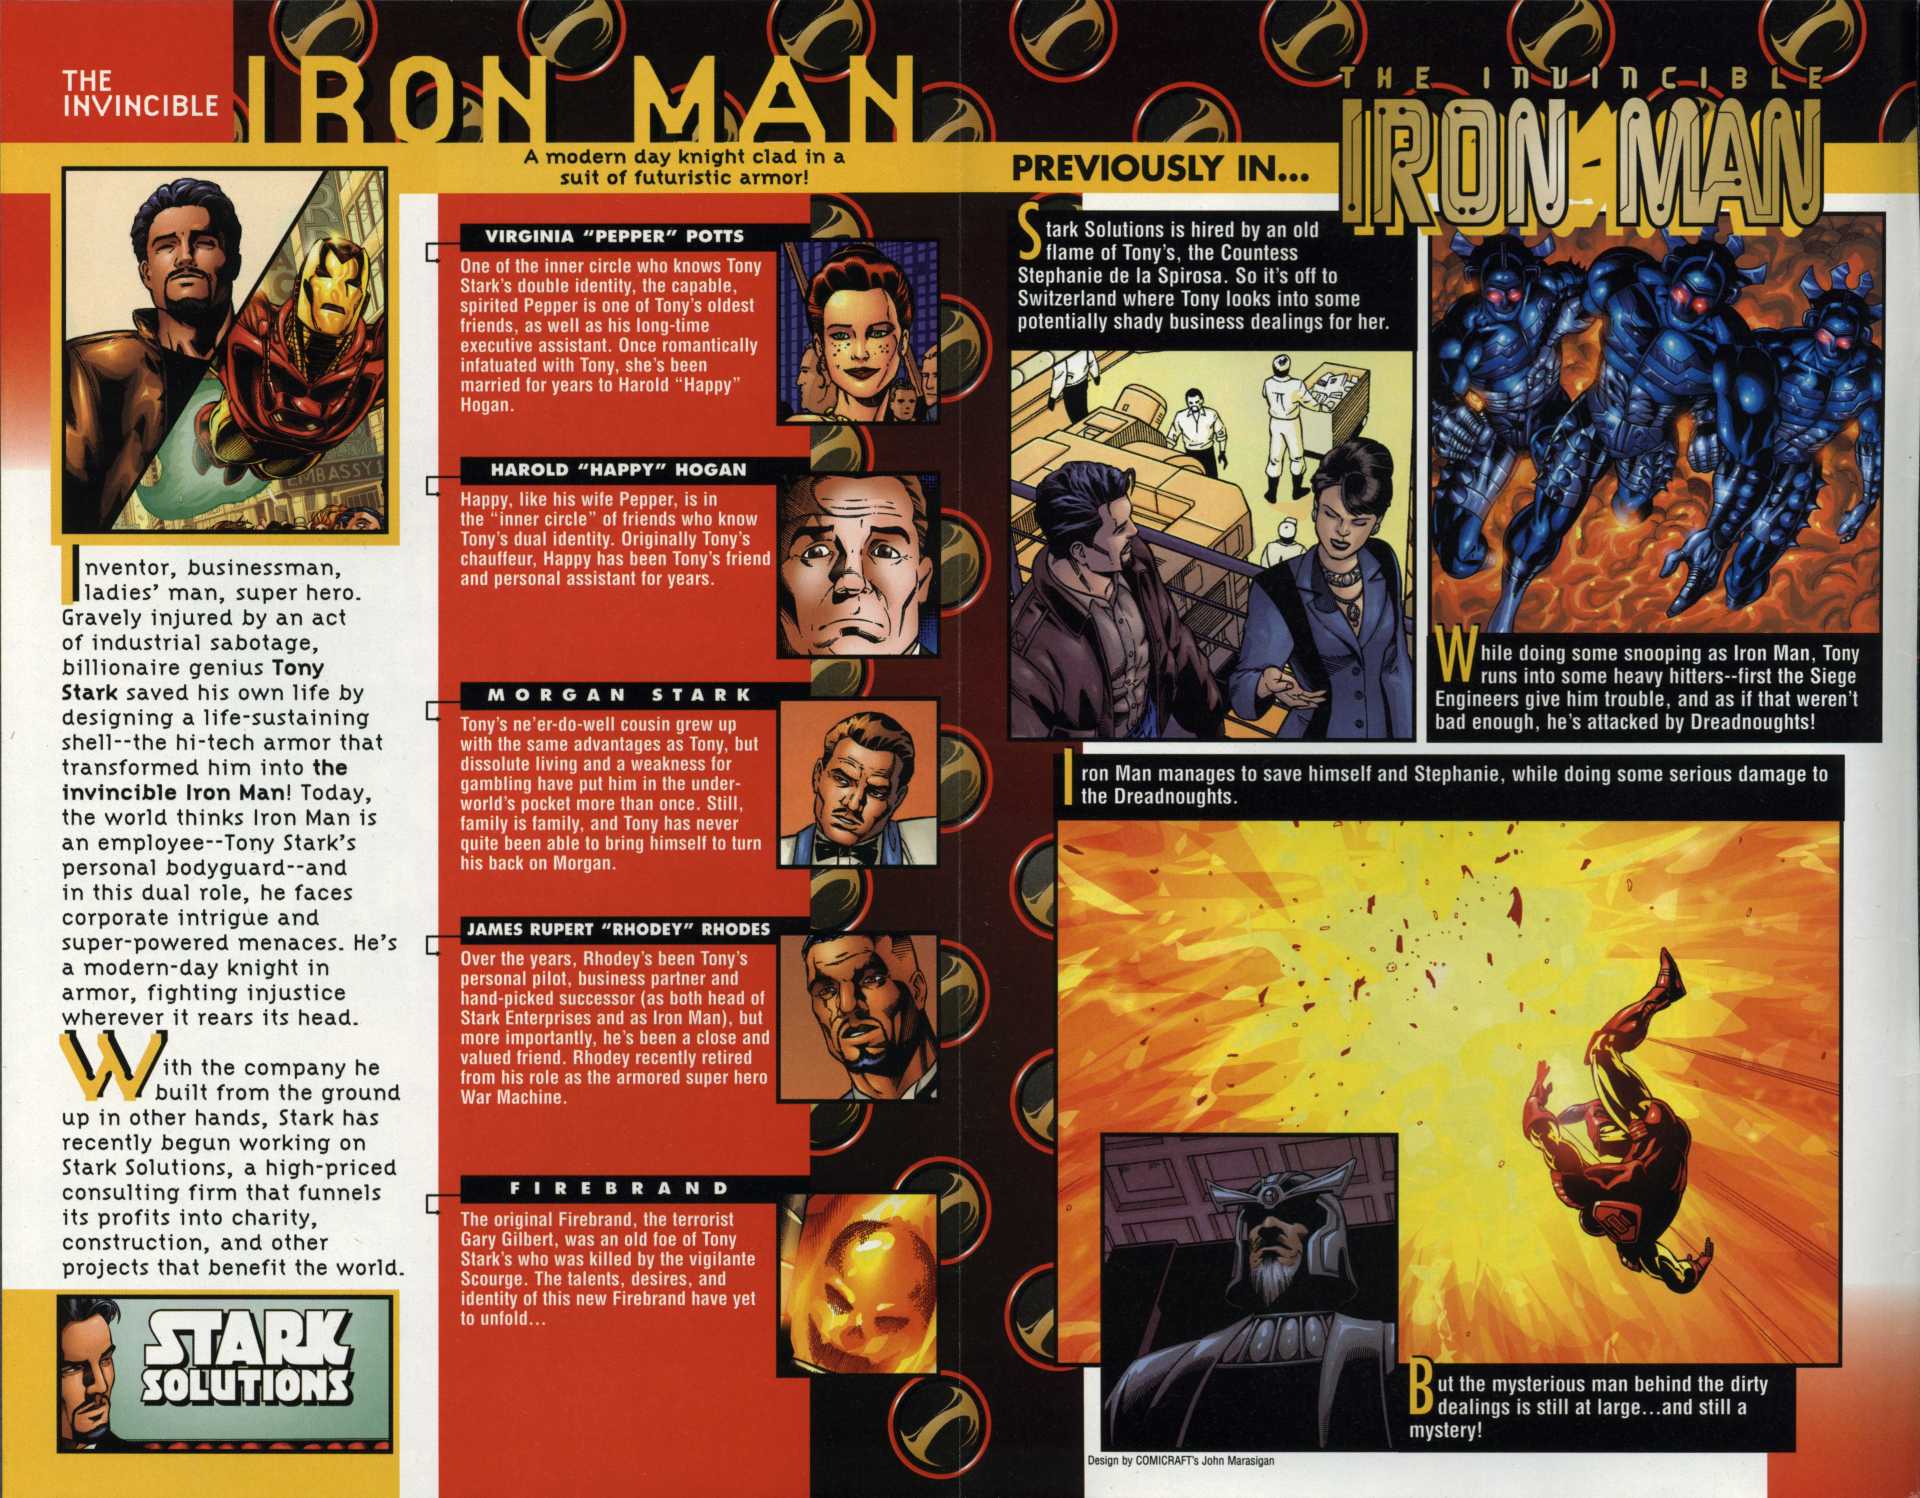 THE
INVINCIBLE
IRON MAN
A modern day knight clad in a
suit of futuristic armor!
EMBASSY
Inventor, businessman,
ladies' man, super hero.
Gravely injured by an act
of industrial sabotage,
billionaire genius Tony
Stark saved his own life by
designing a life-sustaining
shell--the hi-tech armor that
transformed him into the
invincible Iron Man! Today,
the world thinks Iron Man is
an employee--Tony Stark's
personal bodyguard--and
in this dual role, he faces
corporate intrigue and
super-powered menaces. He's
a modern-day knight in
armor, fighting injustice
wherever it rears its head.
With the company he
built from the ground
up in other hands, Stark has
recently begun working on
Stark Solutions, a high-priced
consulting firm that funnels
its profits into charity,
construction, and other
projects that benefit the world.
STARK
SOLUTIONS
VIRGINIA "PEPPER" POTTS
One of the inner circle who knows Tony
Stark's double identity, the capable,
spirited Pepper is one of Tony's oldest
friends, as well as his long-time
executive assistant. Once romantically
infatuated with Tony, she's been
married for years to Harold "Happy"
Hogan.
HAROLD "HAPPY" HOGAN
Happy, like his wife Pepper, is in
the "inner circle" of friends who know
Tony's dual identity. Originally Tony's
chauffeur, Happy has been Tony's friend
and personal assistant for years.
MORGAN STARK
Tony's ne'er-do-well cousin grew up
with the same advantages as Tony, but
dissolute living and a weakness for
gambling have put him in the under-
world's pocket more than once. Still,
family is family, and Tony has never
quite been able to bring himself to turn
his back on Morgan.
JAMES RUPERT "RHODEY" RHODES
Over the years, Rhodey's been Tony's
personal pilot, business partner and
hand-picked successor (as both head of
Stark Enterprises and as Iron Man), but
more importantly, he's been a close and
valued friend. Rhodey recently retired
from his role as the armored super hero
War Machine.
FIREBRAND
The original Firebrand, the terrorist
Gary Gilbert, was an old foe of Tony
Stark's who was killed by the vigilante
Scourge. The talents, desires, and
identity of this new Firebrand have yet
to unfold...
PREVIOUSLY IN...
THE INVINCIBLE
IRON MAN
Stark Solutions is hired by an old
flame of Tony's, the Countess
Stephanie de la Spirosa. So it's off to
Switzerland where Tony looks into some
potentially shady business dealings for her.
While doing some snooping as Iron Man, Tony
runs into some heavy hitters--first the Siege
Engineers give him trouble, and as if that weren't
bad enough, he's attacked by Dreadnoughts!
Iron Man manages to save himself and Stephanie, while doing some serious damage to
the Dreadnoughts.
But the mysterious man behind the dirty
dealings is still at large...and still a
mystery!
Design by COMICRAFT's John Marasigan